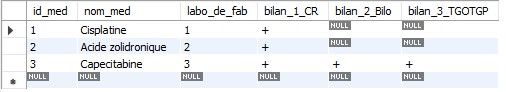 id_med nom_med labo_de_fab bilan_1_CR bilan_2_Bilo bilan_3_TGOTGP
1 Cisplatine 1 + NULL NULL
2 Acide zolidronique 2 + NULL NULL
3 Capecitabine 3 + + +
NULL NULL NULL NULL NULL NULL